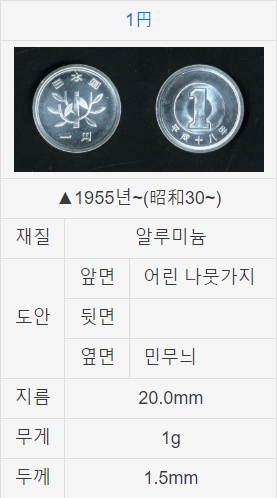 1円
日本国
一円
1
平成十八年
▲1955년~(昭和30~)
재질 알루미늄
도안
앞면 어린 나뭇가지
뒷면
옆면 민무늬
지름 20.0mm
무게 1g
두께 1.5mm